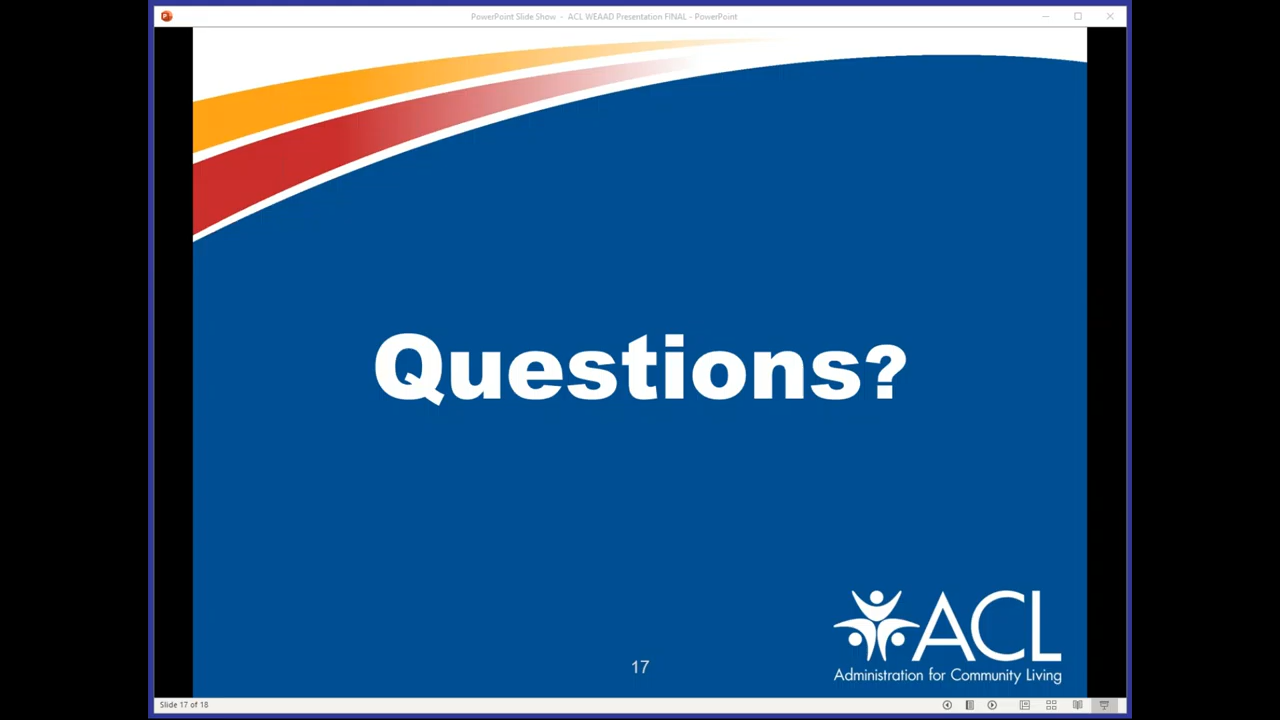 PowerPoint Slide Show - ACL WEAAD Presentation FINAL - PowerPoint
Questions?
ACL
Administration for Community Living
17
Slide 17 of 18